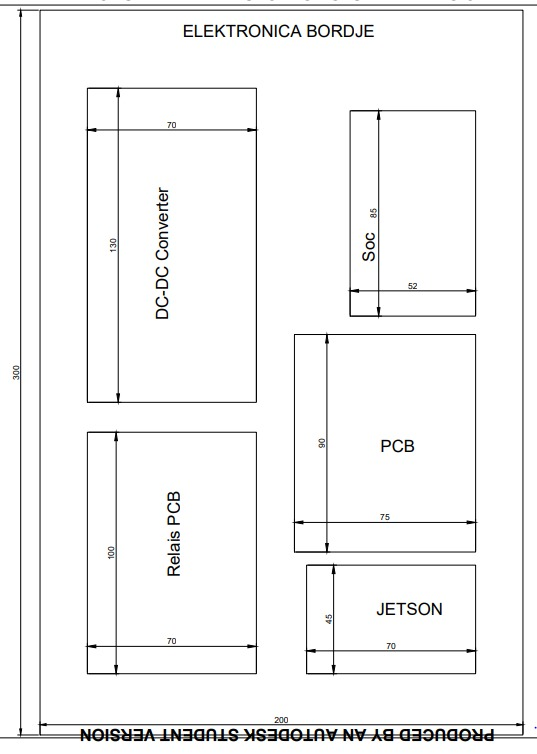 ELEKTRONICA BORDJE
70
130
DC-DC Converter
85
Soc
52
300
90
PCB
75
100
Relais PCB
70
45
JETSON
70
200
PRODUCED BY AN AUTODESK STUDENT VERSION